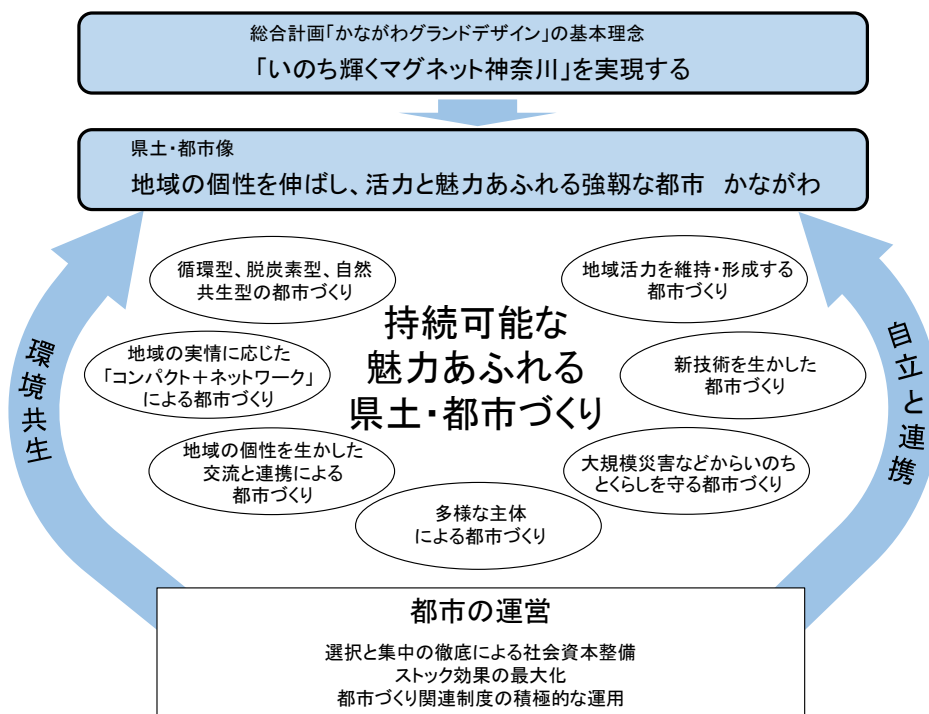 総合計画「かながわグランドデザイン」の基本理念
「いのち輝くマグネット神奈川」を実現する
県土・都市像
地域の個性を伸ばし、活力と魅力あふれる強靱な都市　かながわ
循環型、脱炭素型、自然
共生型の都市づくり
地域活力を維持・形成する
都市づくり
持続可能な
魅力あふれる
県土・都市づくり
環境共生
地域の実情に応じた
「コンパクト＋ネットワーク」
による都市づくり
新技術を生かした
都市づくり
自立と連携
地域の個性を生かした
交流と連携による
都市づくり
大規模災害などからいのち
とくらしを守る都市づくり
多様な主体
による都市づくり
都市の運営
選択と集中の徹底による社会資本整備
ストック効果の最大化
都市づくり関連制度の積極的な運用